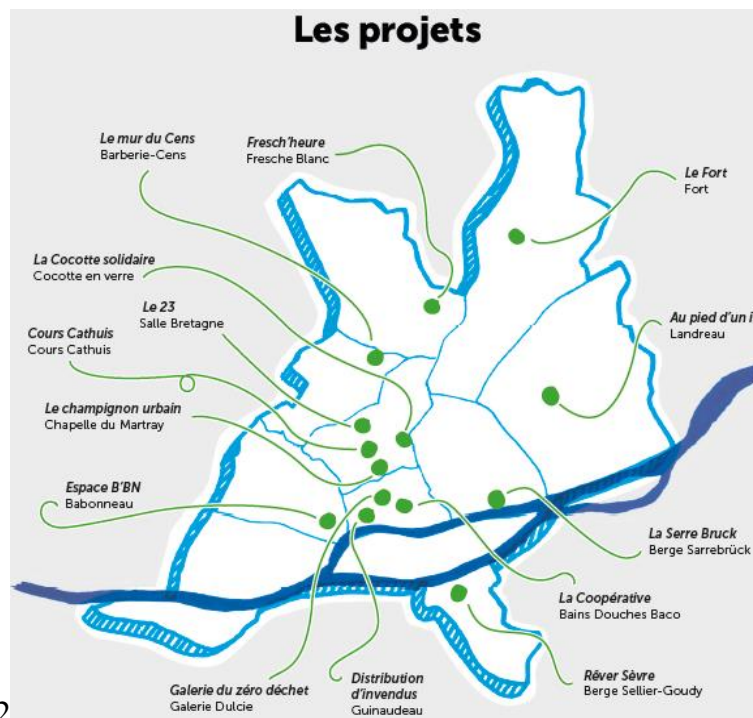 Les projets
Le mur du Cens
Barberie-Cens
Fresch'heure
Fresche Blanc
Le Fort
Fort
La Cocotte solidaire
Cocotte en verre
Le 23
Salle Bretagne
Au pied d'un i
Landreau
Cours Cathuis
Cours Cathuis
Le champignon urbain
Chapelle du Martray
Espace B'BN
Babonneau
La Serre Bruck
Berge Sarrebrück
La Coopérative
Bains Douches Baco
Rêver Sèvre
Berge Sellier-Goudy
Galerie du zéro déchet
Galerie Dulcie
Distribution
d'invendus
Guinaudeau
2